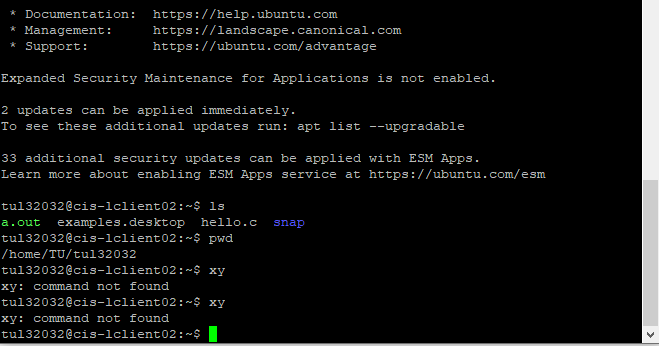 * Documentation:  https://help.ubuntu.com
* Management:     https://landscape.canonical.com
* Support:        https://ubuntu.com/advantage
Expanded Security Maintenance for Applications is not enabled.
2 updates can be applied immediately.
To see these additional updates run: apt list --upgradable
33 additional security updates can be applied with ESM Apps.
Learn more about enabling ESM Apps service at https://ubuntu.com/esm
tul32032@cis-lclient02:~$ ls
a.out  examples.desktop  hello.c  snap
tul32032@cis-lclient02:~$ pwd
/home/TU/tul32032
tul32032@cis-lclient02:~$ xy
xy: command not found
tul32032@cis-lclient02:~$ xy
xy: command not found
tul32032@cis-lclient02:~$